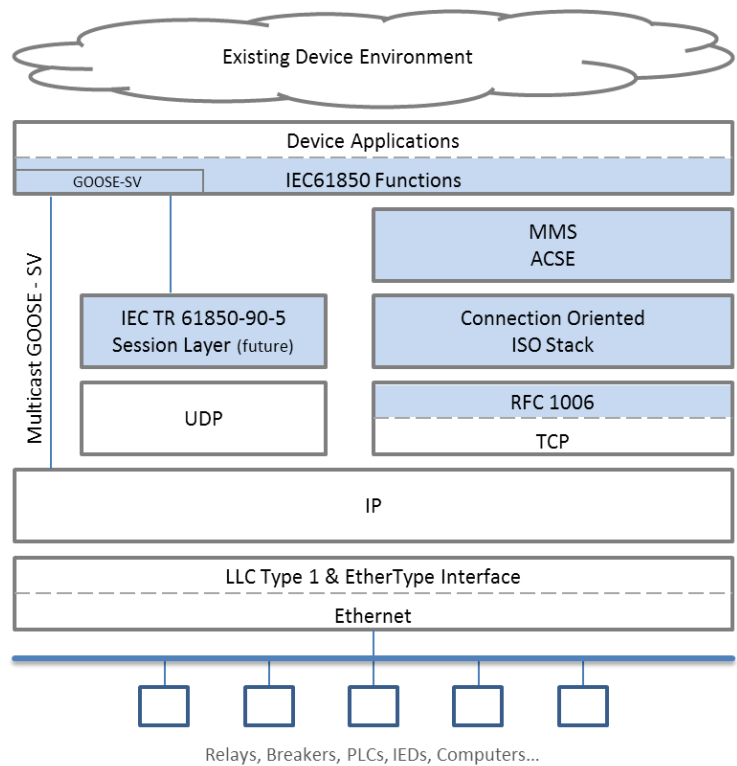 Existing Device Environment
Device Applications
GOOSE-SV
IEC61850 Functions
Multicast GOOSE - SV
MMS
ACSE
IEC TR 61850-90-5
Session Layer (future)
Connection Oriented
ISO Stack
UDP
RFC 1006
TCP
IP
LLC Type 1 & EtherType Interface
Ethernet
Relays, Breakers, PLCs, IEDs, Computers...